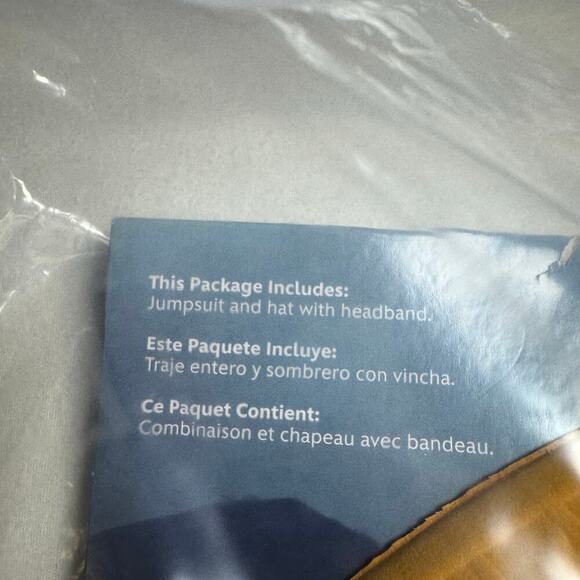 This Package Includes:
Jumpsuit and hat with headband.
Este Paquete Incluye:
Traje entero y sombrero con vincha.
Ce Paquet Contient:
Combinaison et chapeau avec bandeau.